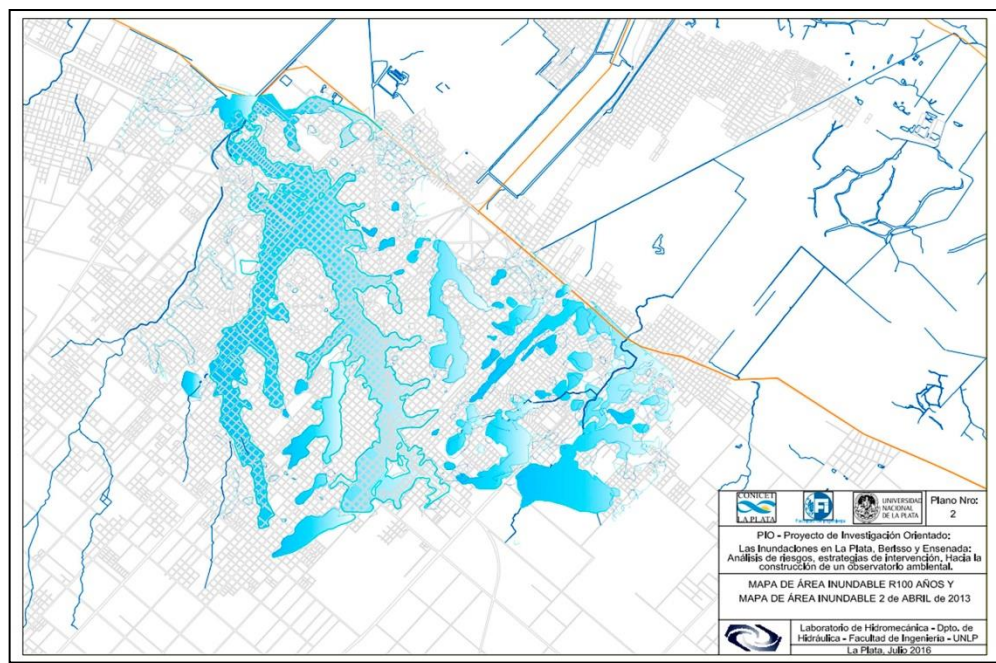 CONICET
LA PLATA
FI
UNIVERSIDAD
NACIONAL
DE LA PLATA
Plano Nro:
2
PIO - Proyecto de Investigación Orientado:
Las Inundaciones en La Plata, Berisso y Ensenada:
Análisis de riesgos, estrategias de intervención. Hacia la
construcción de un observatorio ambiental.
MAPA DE ÁREA INUNDABLE R100 AÑOS Y
MAPA DE ÁREA INUNDABLE 2 de ABRIL de 2013
Laboratorio de Hidromecánica - Dpto. de
Hidráulica - Facultad de Ingeniería - UNLP
La Plata, Julio 2016